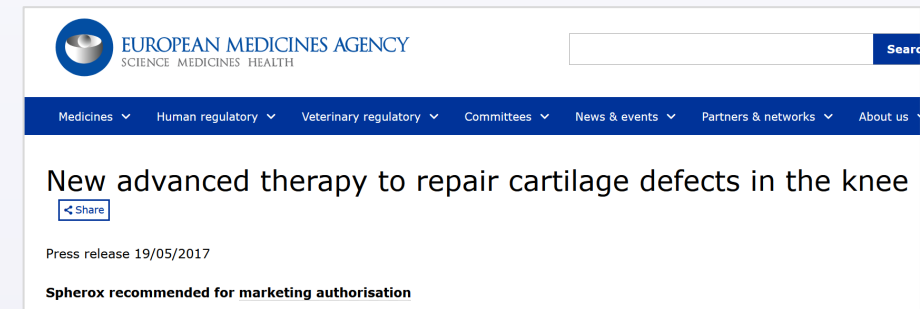 EUROPEAN MEDICINES AGENCY
SCIENCE MEDICINES HEALTH
Searc
Medicines Human regulatory Veterinary regulatory Committees News & events Partners & networks About us
New advanced therapy to repair cartilage defects in the knee
Share
Press release 19/05/2017
Spherox recommended for marketing authorisation